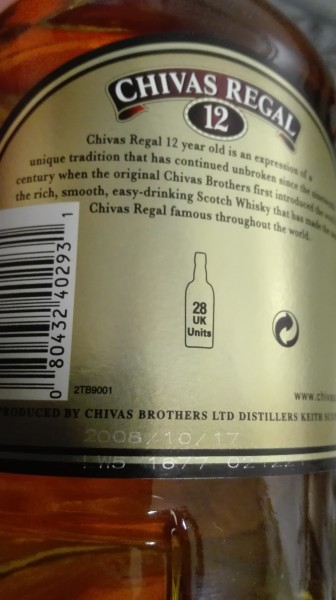 CHIVAS REGAL
12
Chivas Regal 12 year old is an expression of a
unique tradition that has continued unbroken since the
century when the original Chivas Brothers first introduced
the rich, smooth, easy-drinking Scotch Whisky that has made
Chivas Regal famous throughout the world.
28
UK
Units
0 80432 40293 1
2TB9001
www.chivas
PRODUCED BY CHIVAS BROTHERS LTD DISTILLERS KEITH
2008/10/17